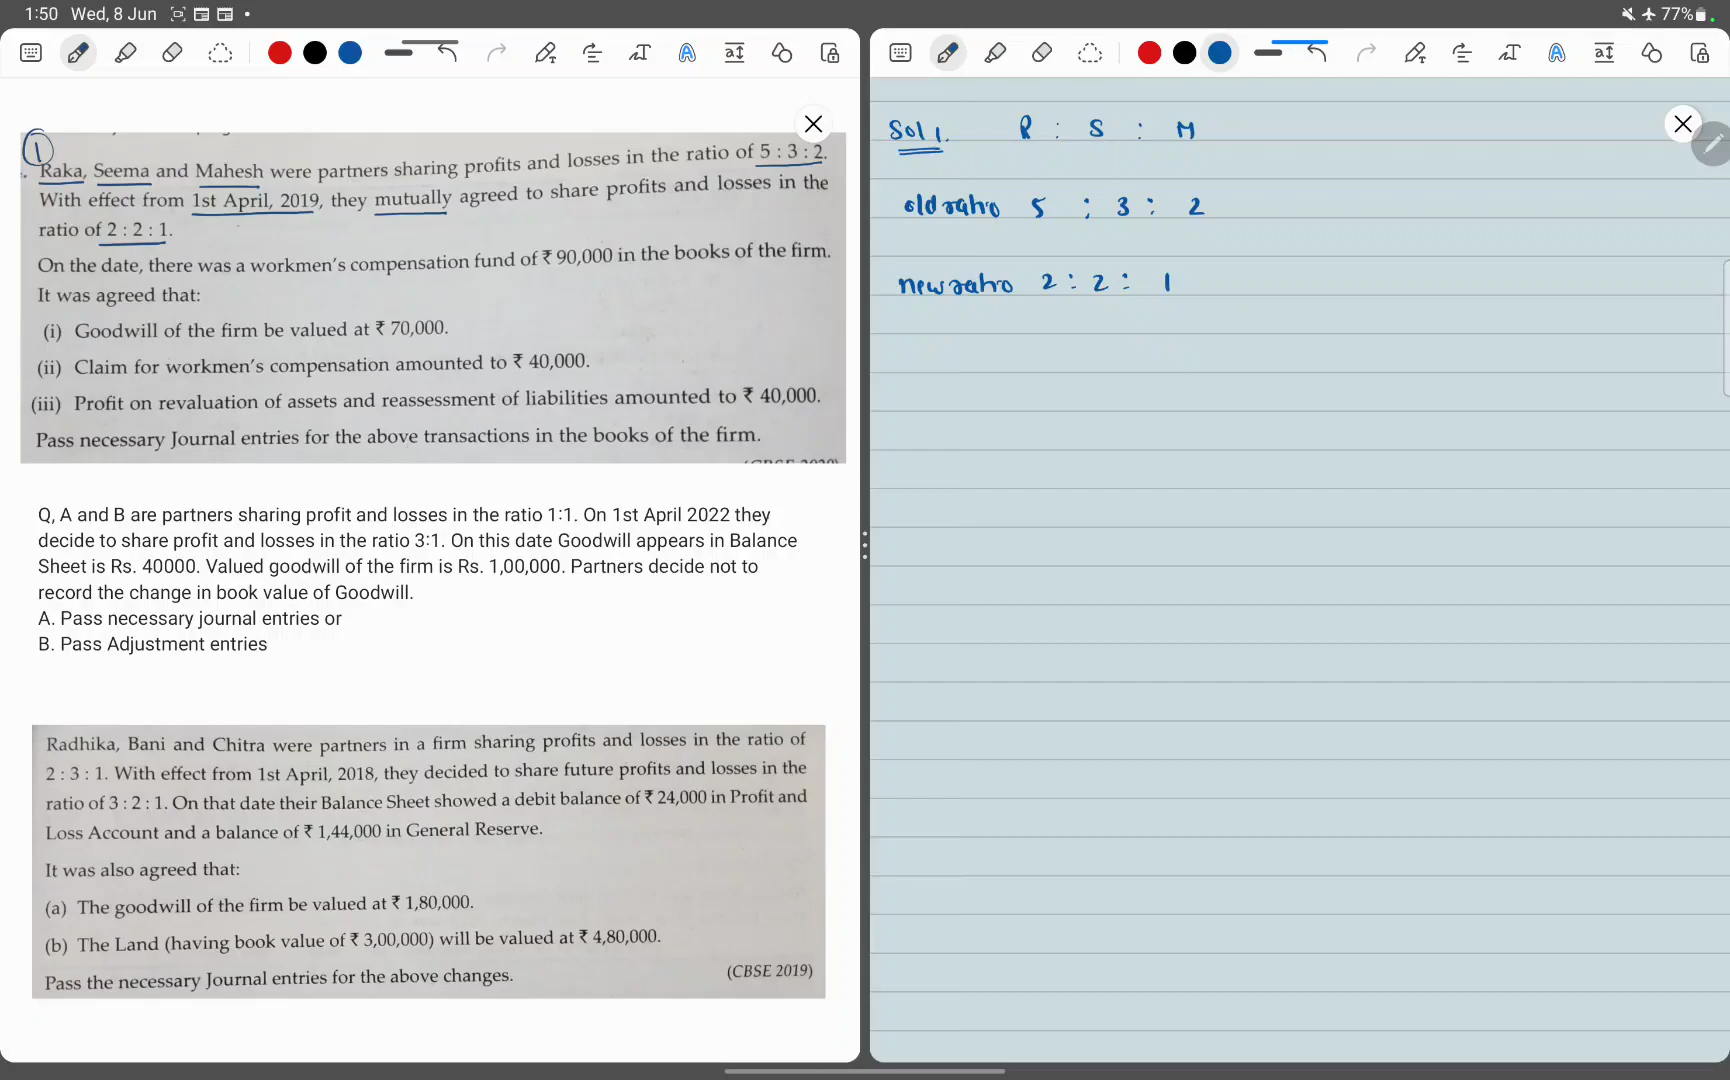 1:50 Wed, 8 Jun
77%
1
Raka, Seema and Mahesh were partners sharing profits and losses in the ratio of 5 : 3 : 2.
With effect from 1st April, 2019, they mutually agreed to share profits and losses in the
ratio of 2 : 2 : 1.
On the date, there was a workmen's compensation fund of ₹ 90,000 in the books of the firm.
It was agreed that:
(i) Goodwill of the firm be valued at ₹ 70,000.
(ii) Claim for workmen's compensation amounted to ₹ 40,000.
(iii) Profit on revaluation of assets and reassessment of liabilities amounted to ₹ 40,000.
Pass necessary Journal entries for the above transactions in the books of the firm.
Q, A and B are partners sharing profit and losses in the ratio 1:1. On 1st April 2022 they
decide to share profit and losses in the ratio 3:1. On this date Goodwill appears in Balance
Sheet is Rs. 40000. Valued goodwill of the firm is Rs. 1,00,000. Partners decide not to
record the change in book value of Goodwill.
A. Pass necessary journal entries or
B. Pass Adjustment entries
Radhika, Bani and Chitra were partners in a firm sharing profits and losses in the ratio of
2 : 3 : 1. With effect from 1st April, 2018, they decided to share future profits and losses in the
ratio of 3 : 2 : 1. On that date their Balance Sheet showed a debit balance of ₹ 24,000 in Profit and
Loss Account and a balance of ₹ 1,44,000 in General Reserve.
It was also agreed that:
(a) The goodwill of the firm be valued at ₹ 1,80,000.
(b) The Land (having book value of ₹ 3,00,000) will be valued at ₹ 4,80,000.
Pass the necessary Journal entries for the above changes. (CBSE 2019)
Sol 1. R : S : M
old ratio 5 : 3 : 2
new ratio 2 : 2 : 1